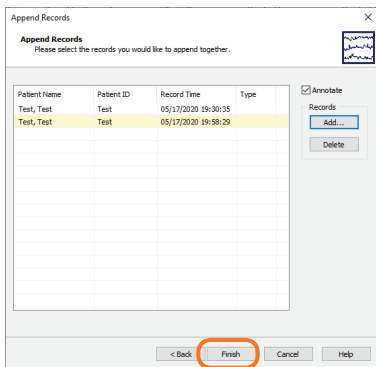 Append Records
Append Records
Please select the records you would like to append together.
Patient Name Patient ID Record Time Type
Test, Test Test 05/17/2020 19:30:35
Test, Test Test 05/17/2020 19:58:29
Annotate
Records
Add...
Delete
< Back Finish Cancel Help